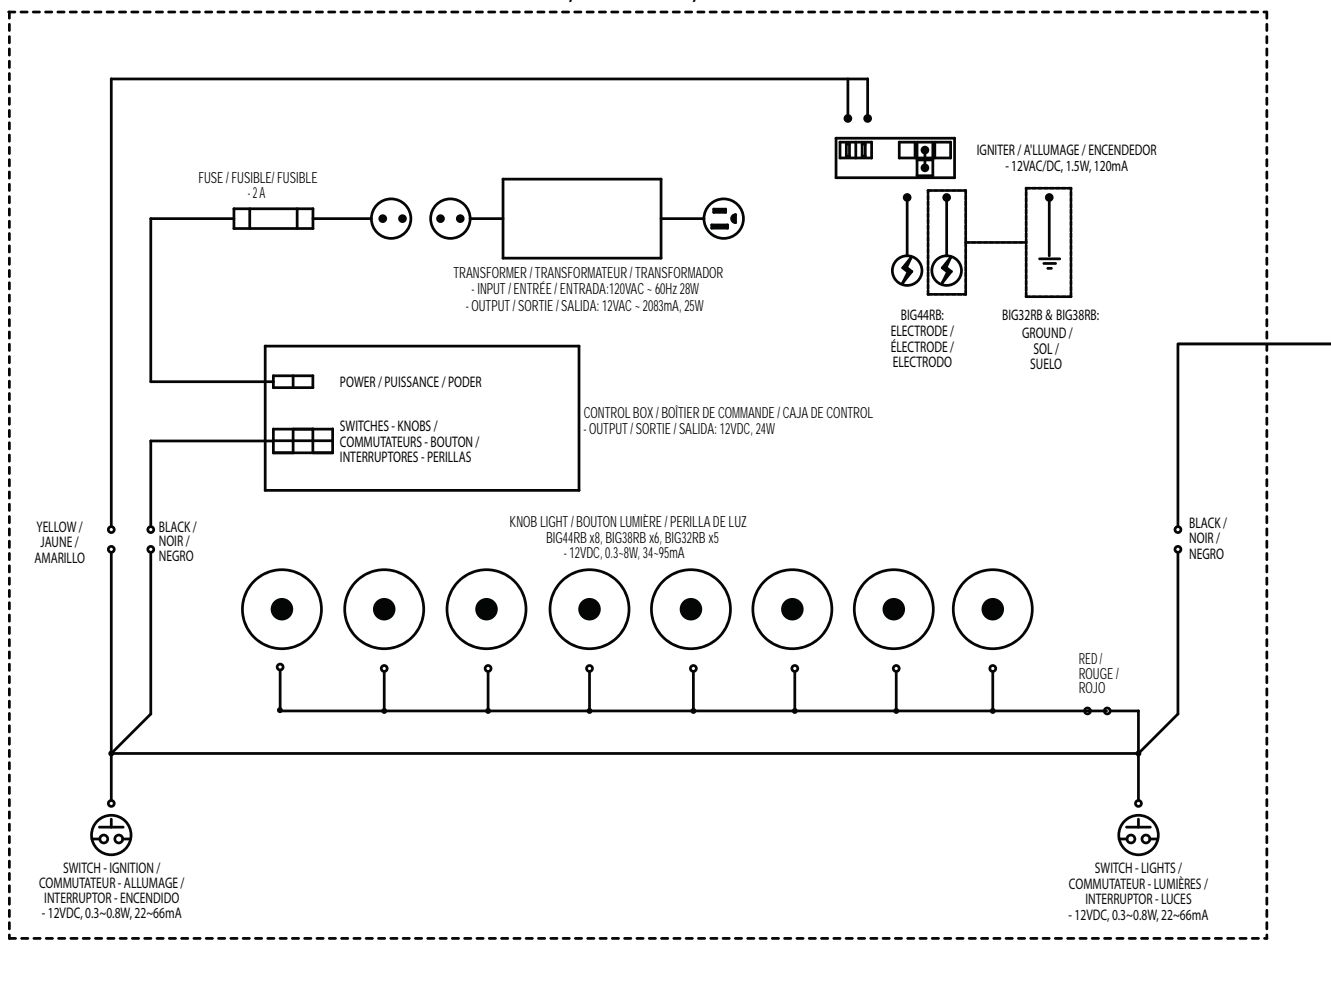 IGNITER / A'LLUMAGE / ENCENDEDOR
- 12VAC/DC, 1.5W, 120mA
FUSE / FUSIBLE/ FUSIBLE
- 2 A
TRANSFORMER / TRANSFORMATEUR / TRANSFORMADOR
- INPUT / ENTRÉE / ENTRADA:120VAC ~ 60Hz 28W
- OUTPUT / SORTIE / SALIDA: 12VAC ~ 2083mA, 25W
BIG44RB:
ELECTRODE /
ÉLECTRODE /
ELECTRODO
BIG32RB & BIG38RB:
GROUND /
SOL /
SUELO
POWER / PUISSANCE / PODER
SWITCHES - KNOBS /
COMMUTATEURS - BOUTON /
INTERRUPTORES - PERILLAS
CONTROL BOX / BOÎTIER DE COMMANDE / CAJA DE CONTROL
- OUTPUT / SORTIE / SALIDA: 12VDC, 24W
YELLOW /
JAUNE /
AMARILLO
BLACK /
NOIR /
NEGRO
KNOB LIGHT / BOUTON LUMIÈRE / PERILLA DE LUZ
BIG44RB x8, BIG38RB x6, BIG32RB x5
- 12VDC, 0.3~8W, 34~95mA
BLACK /
NOIR /
NEGRO
RED /
ROUGE /
ROJO
SWITCH - IGNITION /
COMMUTATEUR - ALLUMAGE /
INTERRUPTOR - ENCENDIDO
- 12VDC, 0.3~0.8W, 22~66mA
SWITCH - LIGHTS /
COMMUTATEUR - LUMIÈRES /
INTERRUPTOR - LUCES
- 12VDC, 0.3~0.8W, 22~66mA